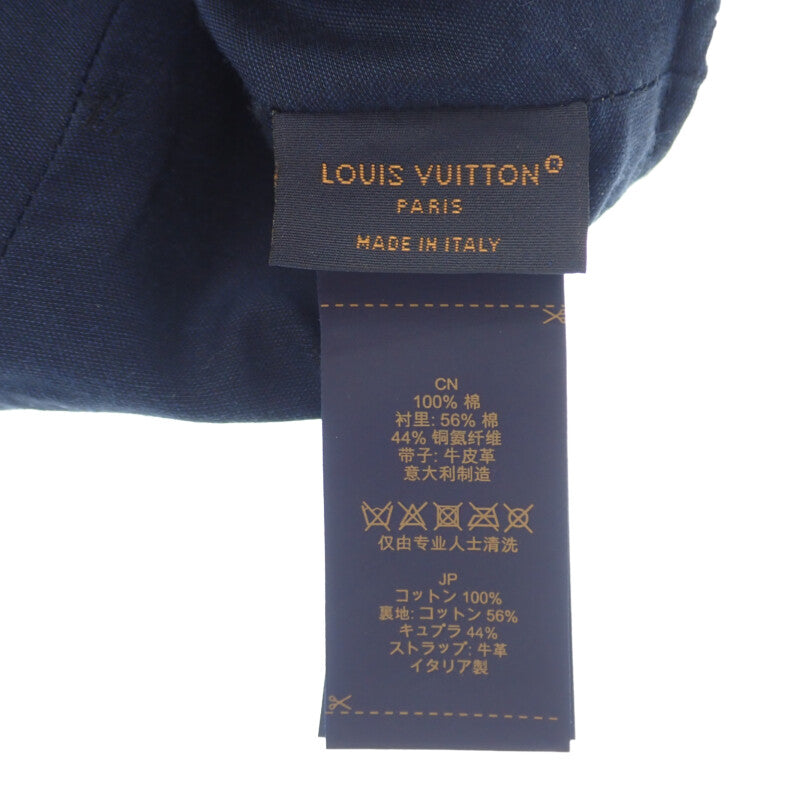 LOUIS VUITTON®
PARIS
MADE IN ITALY
CN
100% 棉
衬里: 56% 棉
44% 铜氨纤维
带子: 牛皮革
意大利制造
仅由专业人士清洗
JP
コットン 100%
裏地: コットン 56%
キュプラ 44%
ストラップ: 牛革
イタリア製